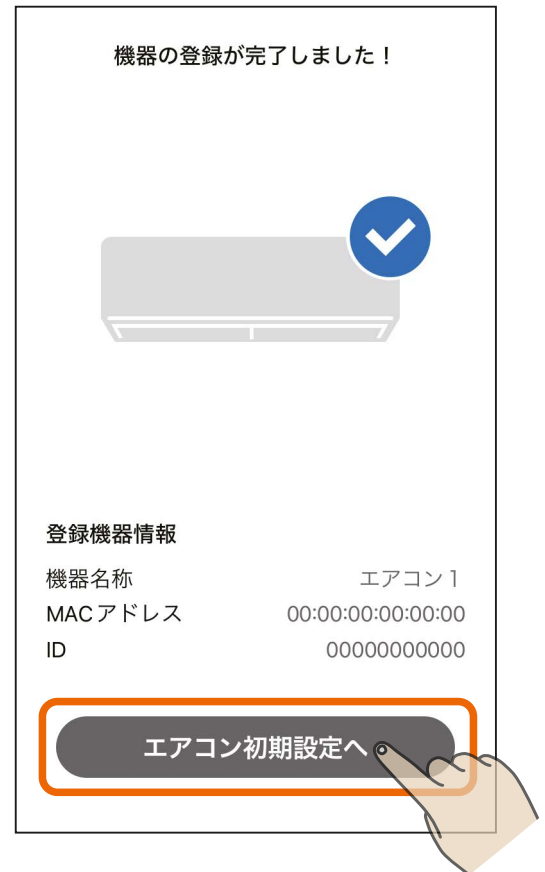 機器の登録が完了しました！
登録機器情報
機器名称 エアコン１
MACアドレス 00:00:00:00:00:00
ID 00000000000
エアコン初期設定へ